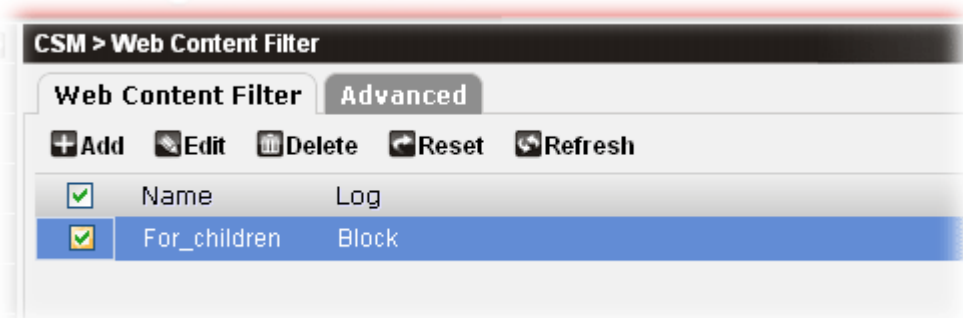 CSM > Web Content Filter
Web Content Filter Advanced
Add Edit Delete Reset Refresh
Name Log
For_children Block